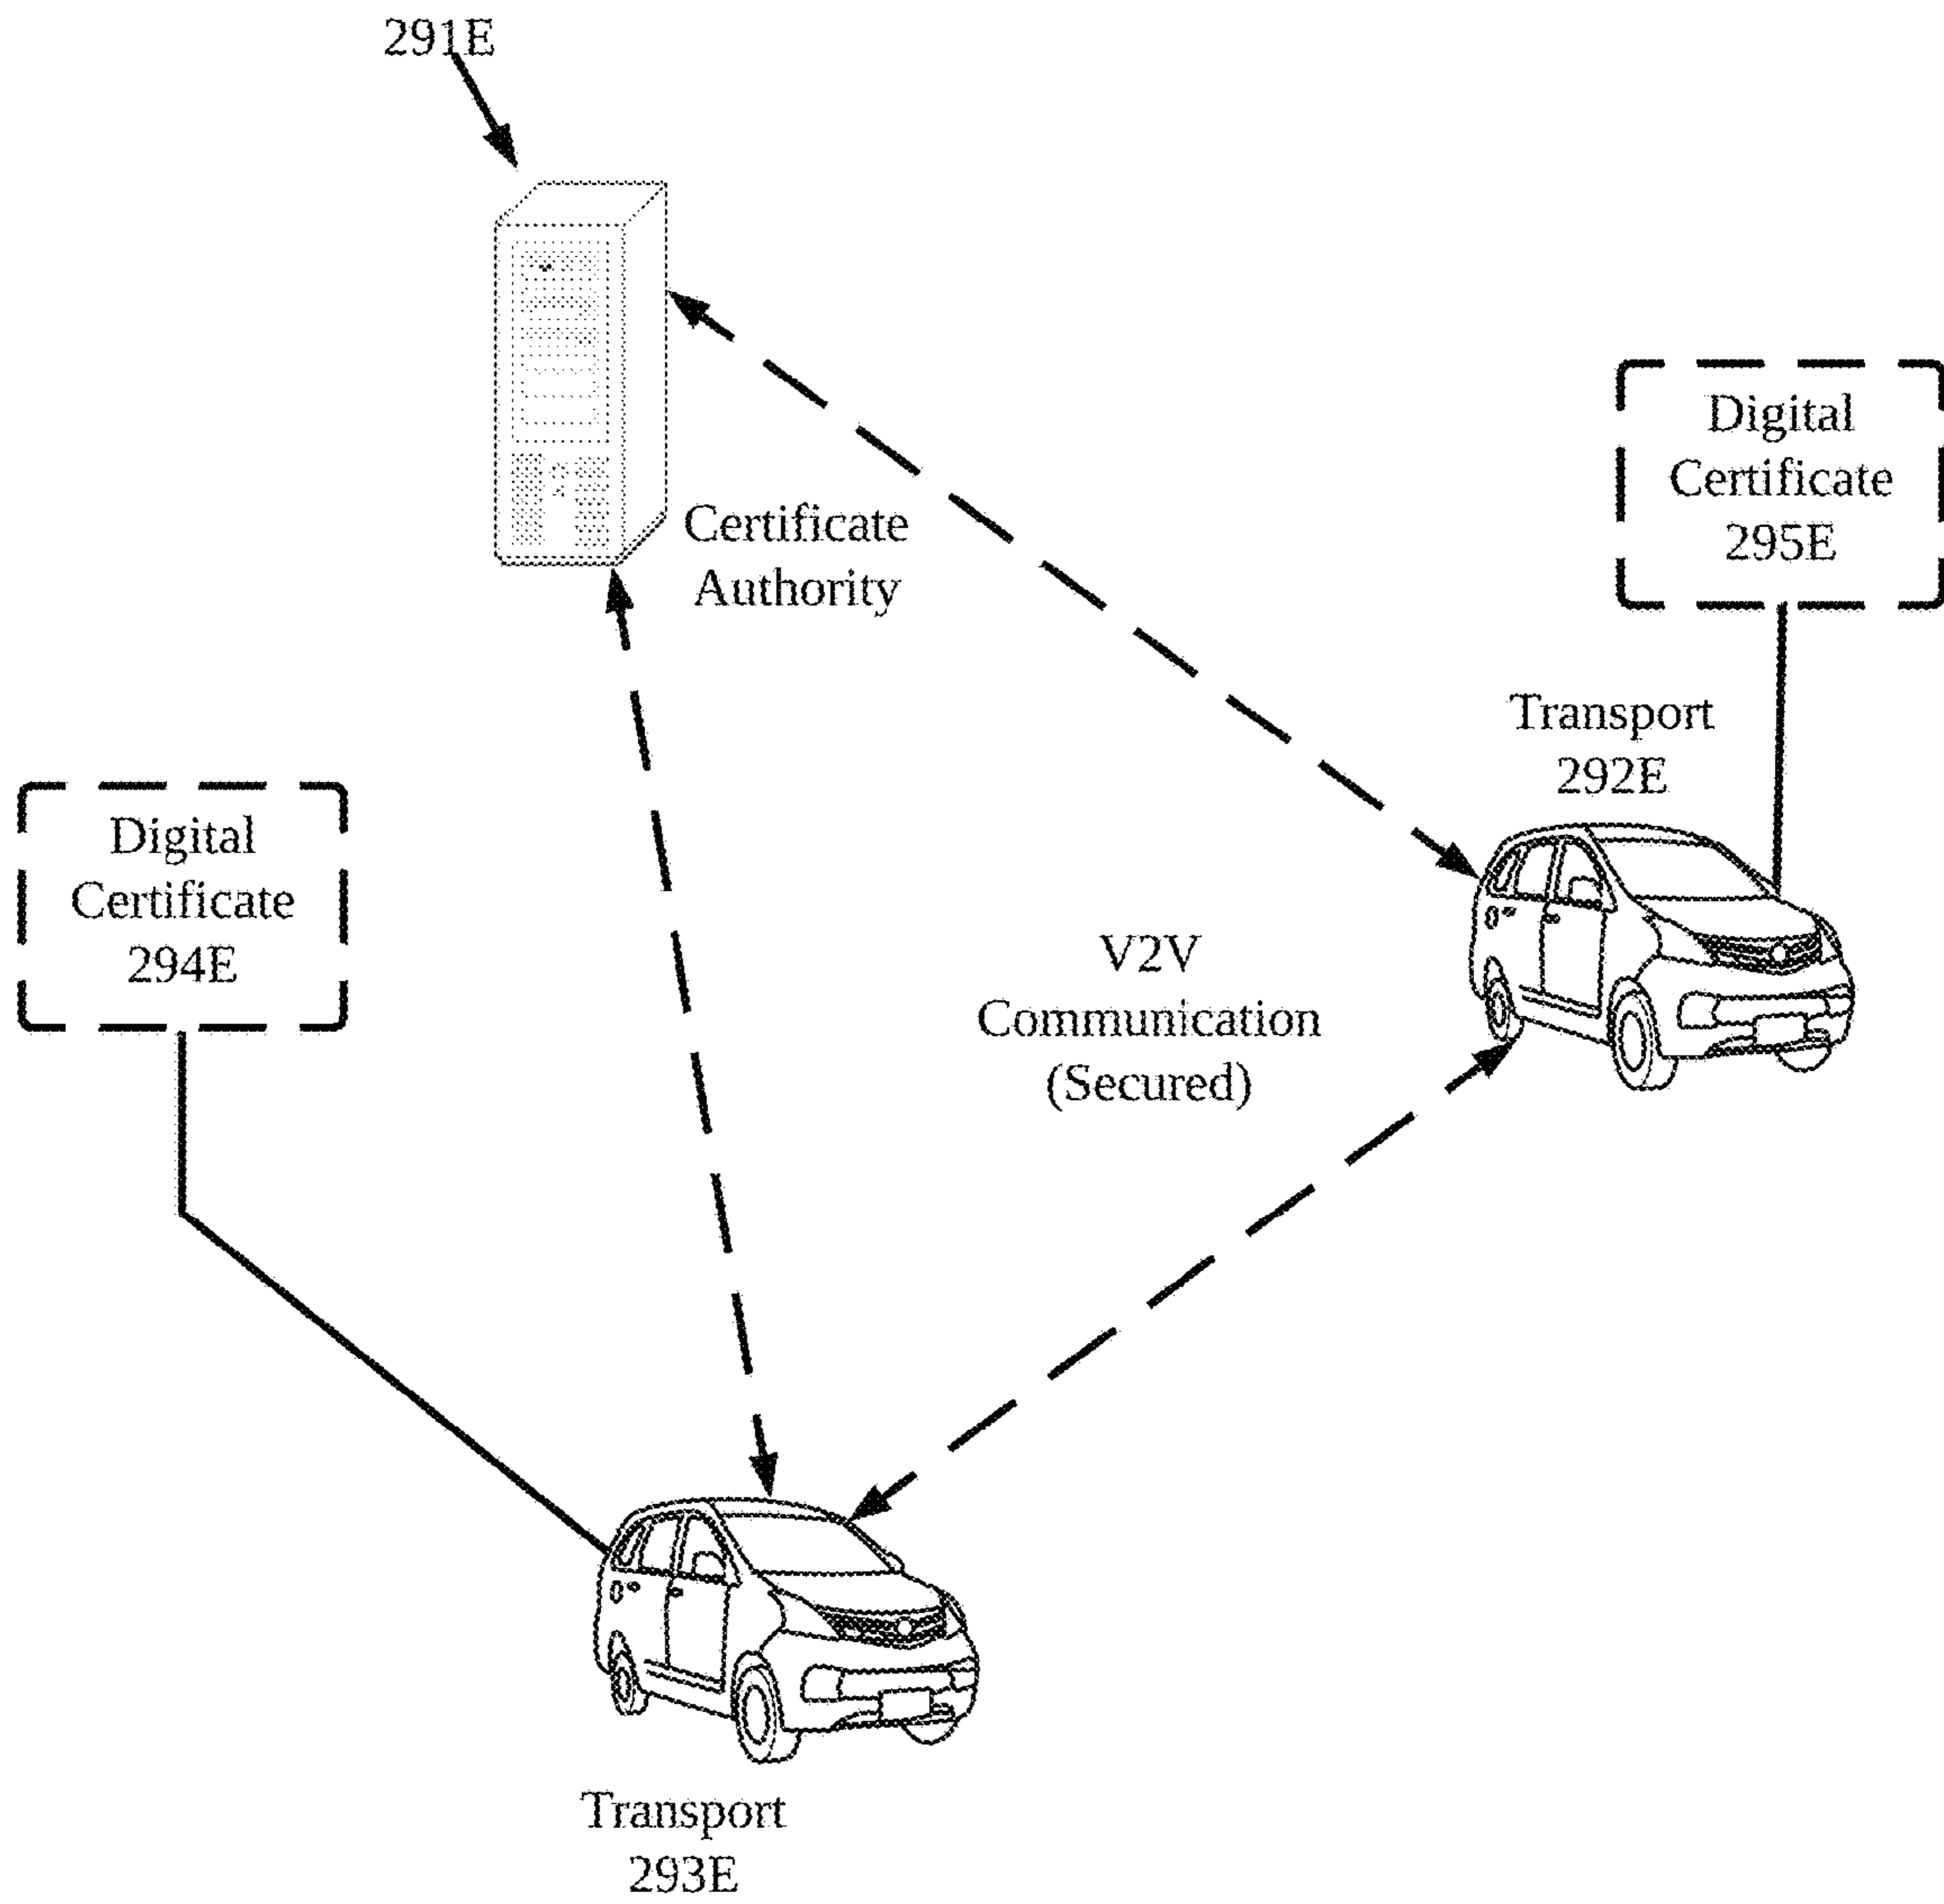 291E
Certificate
Authority
Digital
Certificate
295E
Transport
292E
Digital
Certificate
294E
V2V
Communication
(Secured)
Transport
293E